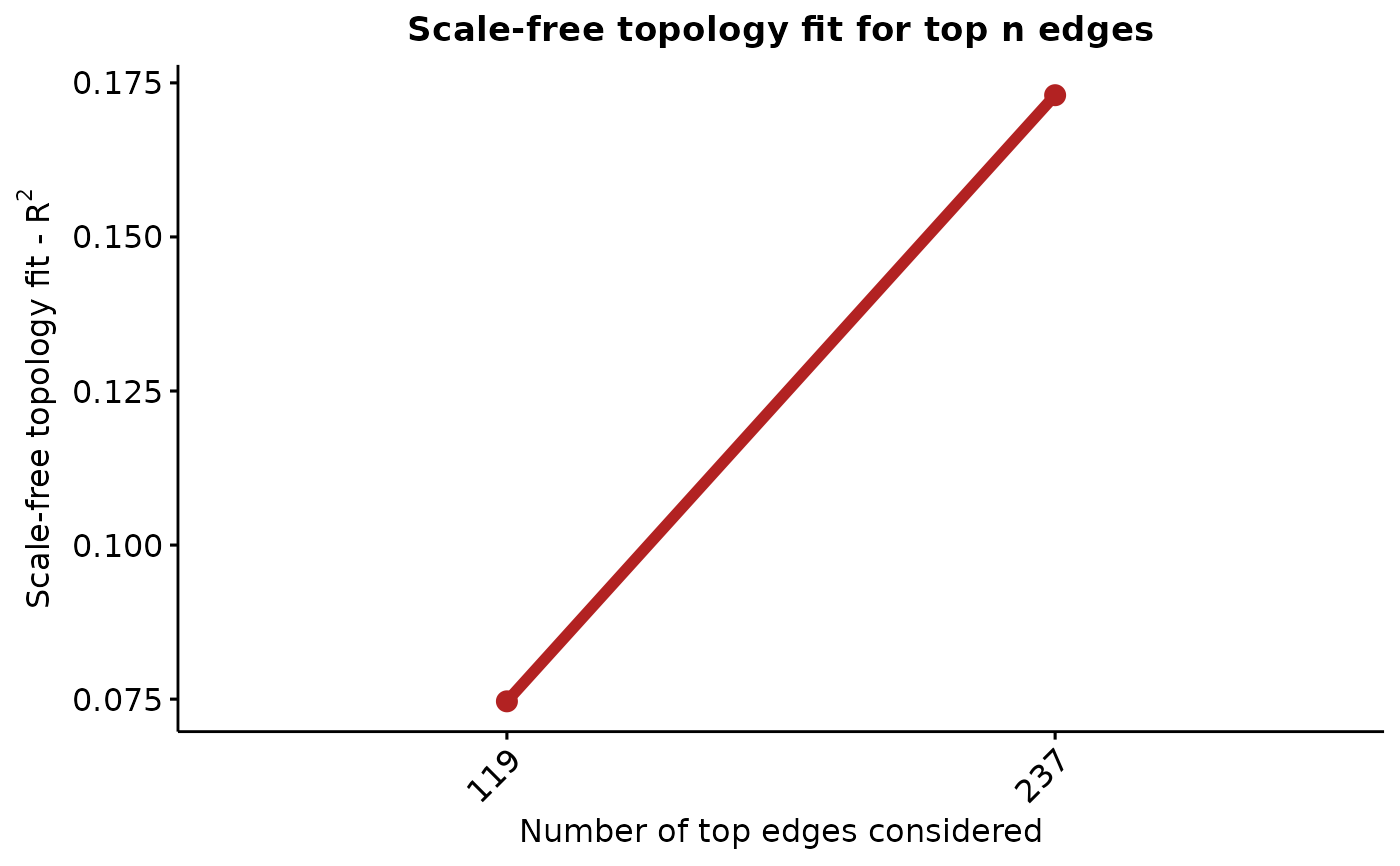 Scale-free topology fit for top n edges
Scale-free topology fit - R²
0.175
0.150
0.125
0.100
0.075
119
237
Number of top edges considered